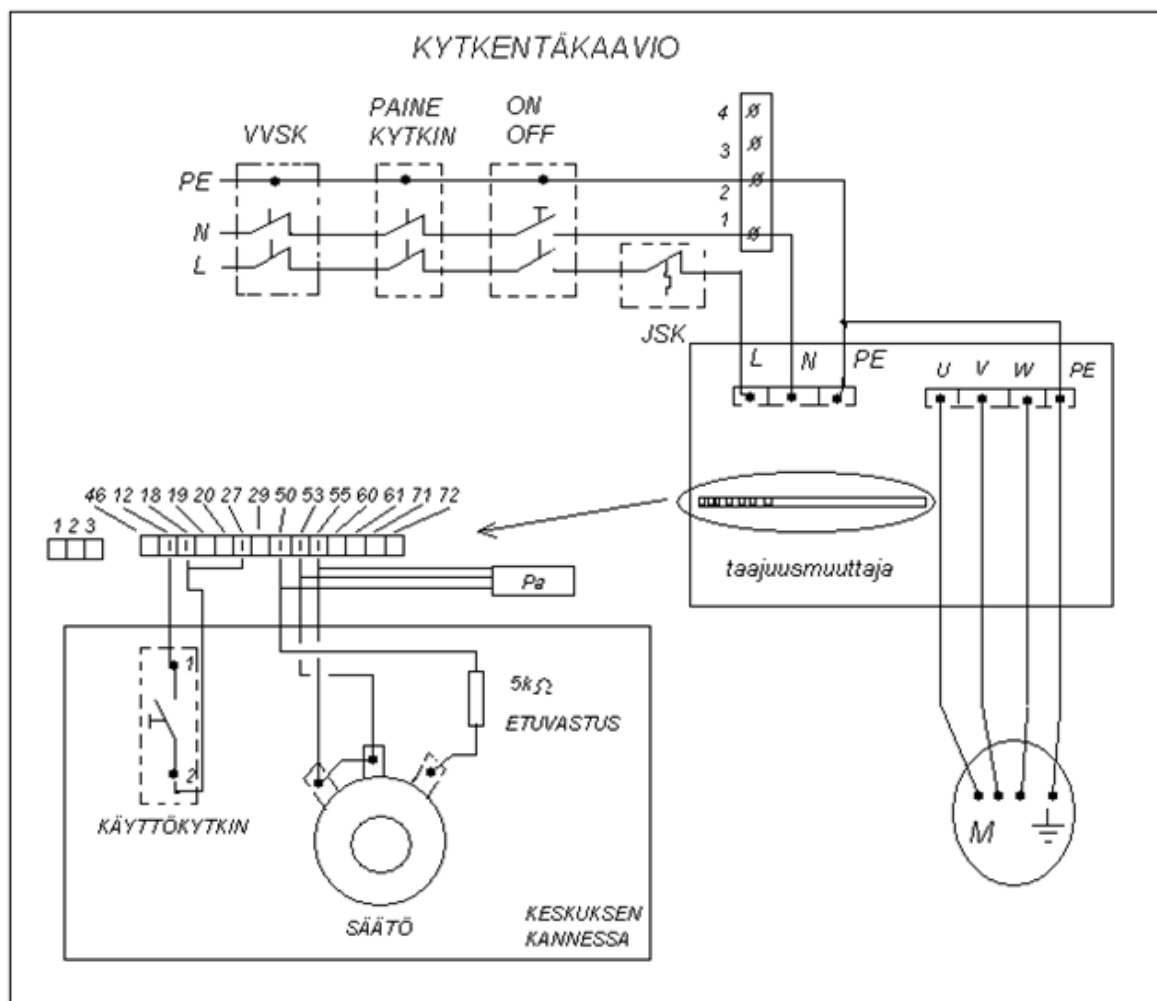 KYTKENTÄKAAVIO
VVSK
PAINE
KYTKIN
ON
OFF
4
3
2
1
PE
N
L
JSK
L N PE
U V W PE
46 12 18 19 20 27 29 50 53 55 60 61 71 72
1 2 3
Pa
taajuusmuuttaja
1
2
5kΩ
ETUVASTUS
KÄYTTÖKYTKIN
SÄÄTÖ
KESKUKSEN
KANNESSA
M